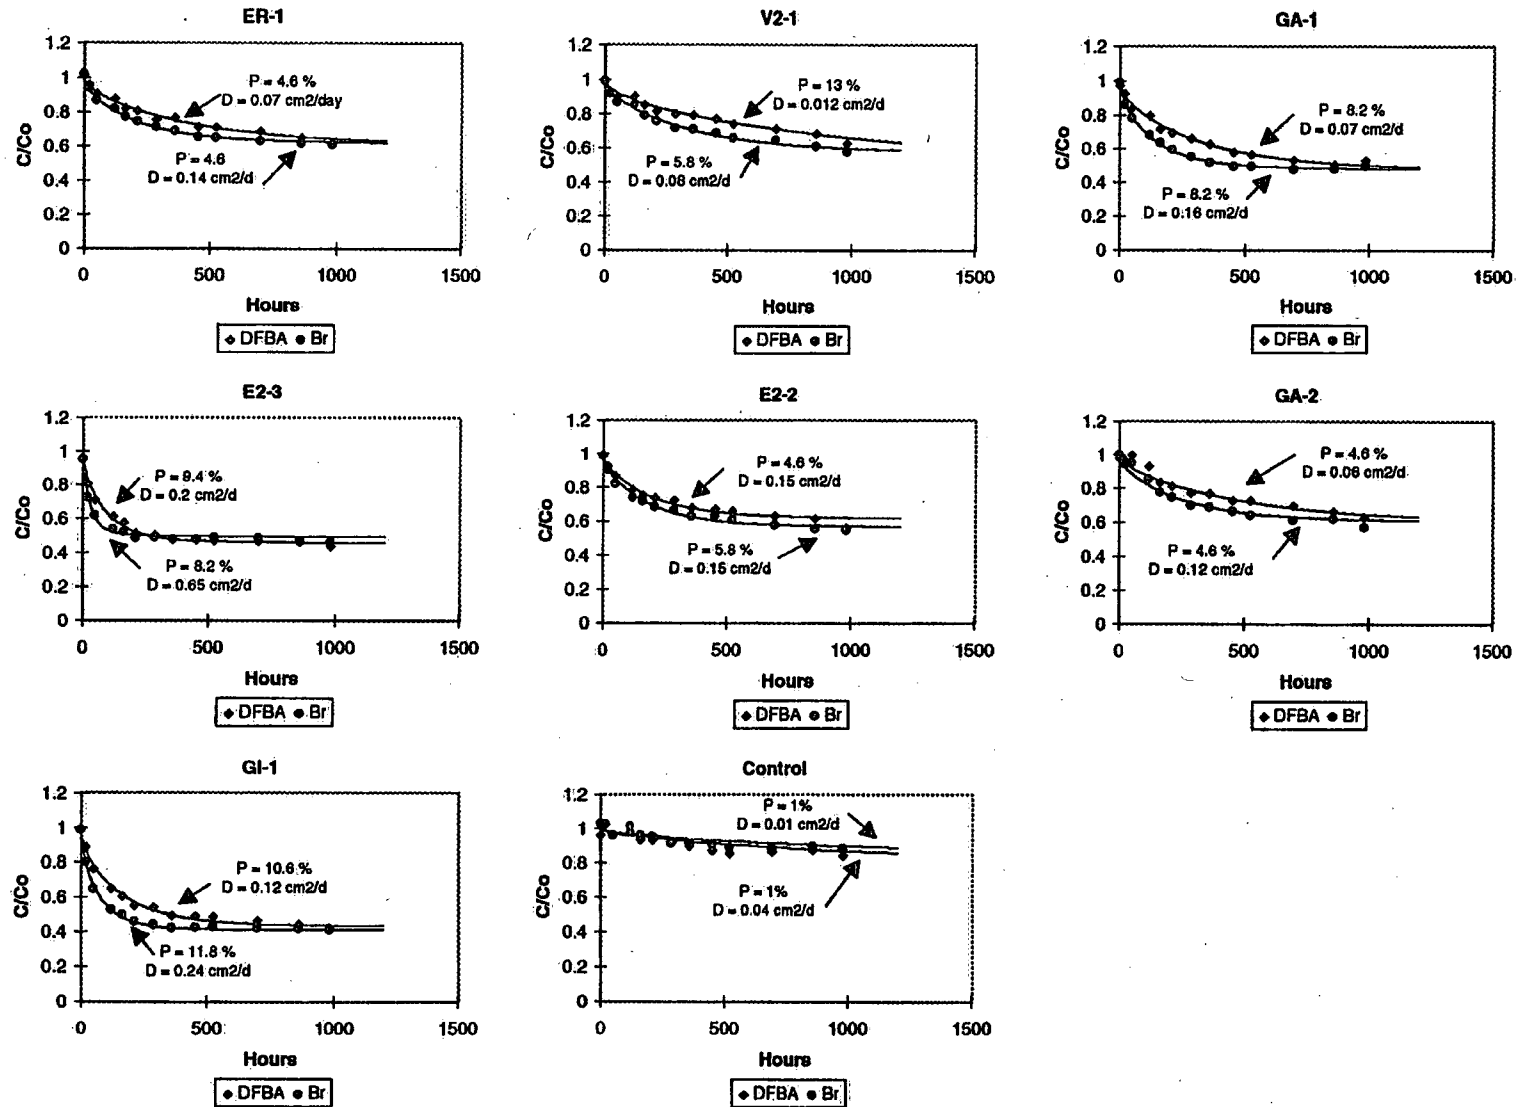 ER-1
1.2
1
0.8
0.6
0.4
0.2
0
C/Co
P = 4.6 %
D = 0.07 cm2/day
P = 4.6
D = 0.14 cm2/d
0 500 1000 1500
Hours
DFBA Br
V2-1
1.2
1
0.8
0.6
0.4
0.2
0
C/Co
P = 13 %
D = 0.012 cm2/d
P = 5.8 %
D = 0.08 cm2/d
0 500 1000 1500
Hours
DFBA Br
GA-1
1.2
1
0.8
0.6
0.4
0.2
0
C/Co
P = 8.2 %
D = 0.07 cm2/d
P = 8.2 %
D = 0.16 cm2/d
0 500 1000 1500
Hours
DFBA Br
E2-3
1.2
1
0.8
0.6
0.4
0.2
0
C/Co
P = 9.4 %
D = 0.2 cm2/d
P = 8.2 %
D = 0.65 cm2/d
0 500 1000 1500
Hours
DFBA Br
E2-2
1.2
1
0.8
0.6
0.4
0.2
0
C/Co
P = 4.6 %
D = 0.15 cm2/d
P = 5.8 %
D = 0.15 cm2/d
0 500 1000 1500
Hours
DFBA Br
GA-2
1.2
1
0.8
0.6
0.4
0.2
0
C/Co
P = 4.6 %
D = 0.06 cm2/d
P = 4.6 %
D = 0.12 cm2/d
0 500 1000 1500
Hours
DFBA Br
GI-1
1.2
1
0.8
0.6
0.4
0.2
0
C/Co
P = 10.6 %
D = 0.12 cm2/d
P = 11.8 %
D = 0.24 cm2/d
0 500 1000 1500
Hours
DFBA Br
Control
1.2
1
0.8
0.6
0.4
0.2
0
C/Co
P = 1%
D = 0.01 cm2/d
P = 1%
D = 0.04 cm2/d
0 500 1000 1500
Hours
DFBA Br